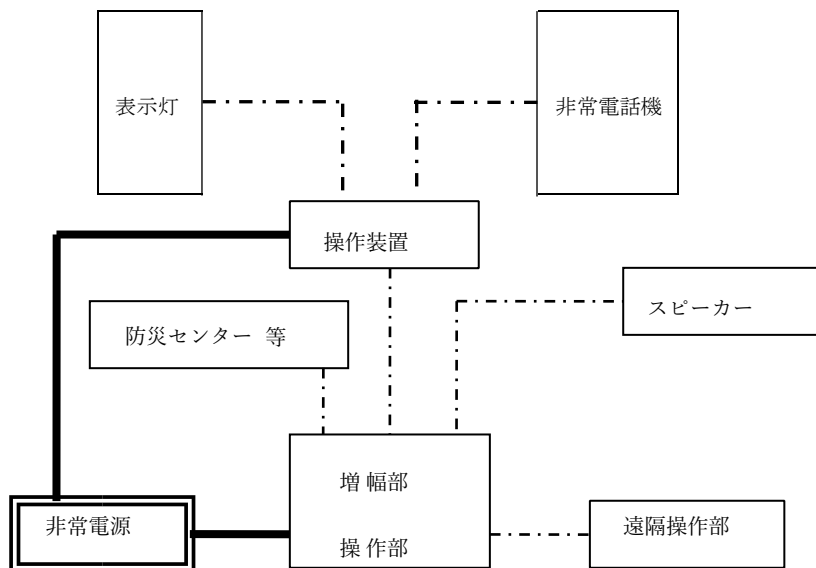 表示灯
非常電話機
操作装置
スピーカー
防災センター 等
増 幅部
非常電源
遠隔操作部
操 作部